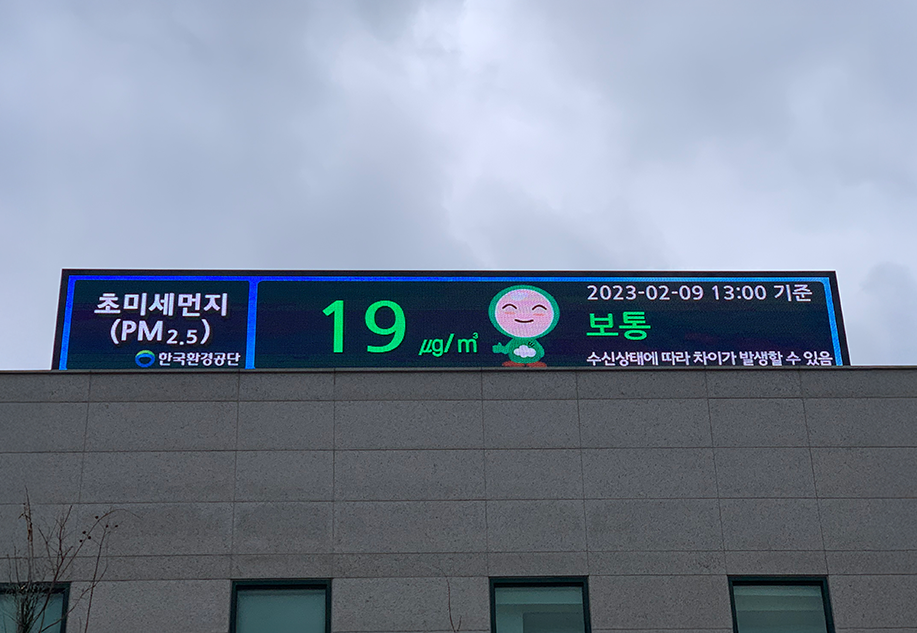 초미세먼지
(PM2.5)
한국환경공단
19 μg/㎥
2023-02-09 13:00 기준
보통
수신상태에 따라 차이가 발생할 수 있음